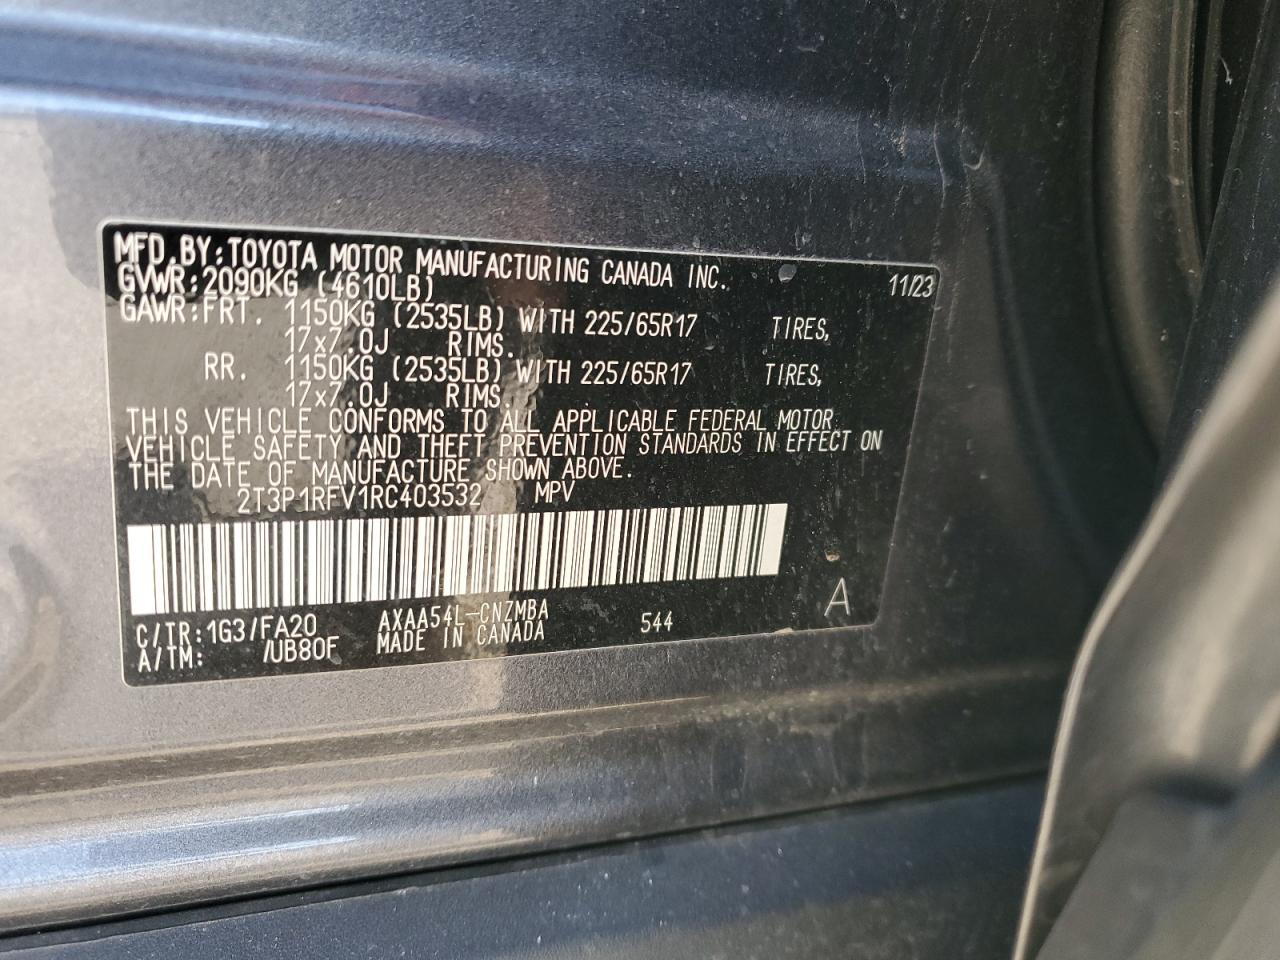 MFD.BY:TOYOTA MOTOR MANUFACTURING CANADA INC. 11/23
GVWR:2090KG (4610LB)
GAWR:FRT. 1150KG (2535LB) WITH 225/65R17 TIRES,
17x7.0J RIMS.
RR. 1150KG (2535LB) WITH 225/65R17 TIRES,
17x7.0J RIMS.
THIS VEHICLE CONFORMS TO ALL APPLICABLE FEDERAL MOTOR
VEHICLE SAFETY AND THEFT PREVENTION STANDARDS IN EFFECT ON
THE DATE OF MANUFACTURE SHOWN ABOVE.
2T3P1RFV1RC403532 MPV
C/TR:1G3/FA20 AXAA54L-CNZMBA 544 A
A/TM: /UB80F MADE IN CANADA